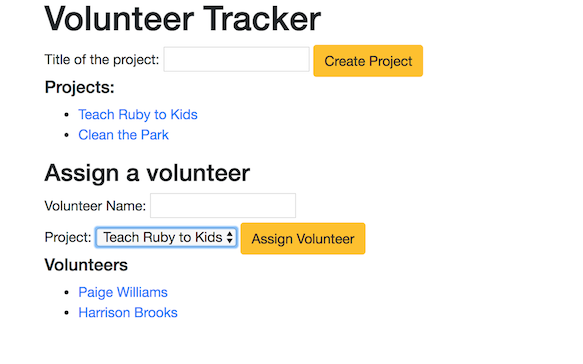 Volunteer Tracker
Title of the project: Create Project
Projects:
Teach Ruby to Kids
Clean the Park
Assign a volunteer
Volunteer Name:
Project: Teach Ruby to Kids Assign Volunteer
Volunteers
Paige Williams
Harrison Brooks